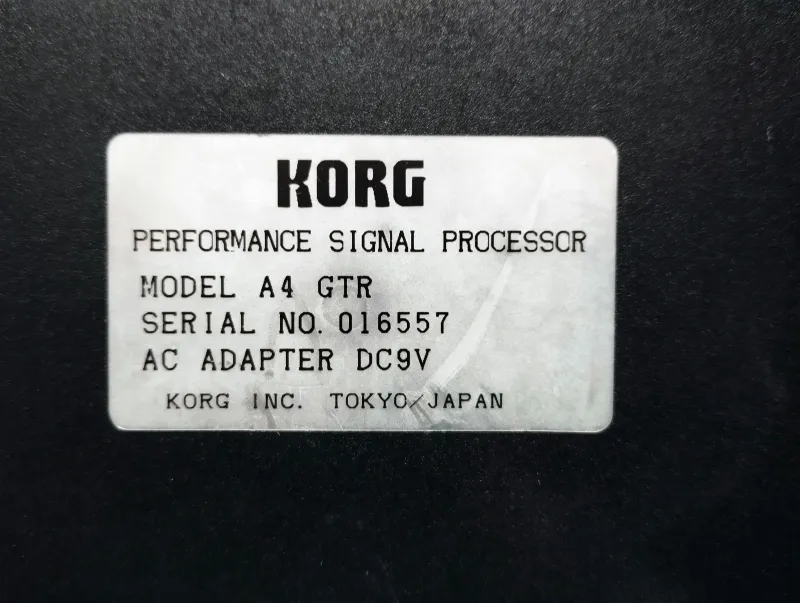 KORG
PERFORMANCE SIGNAL PROCESSOR
MODEL A4 GTR
SERIAL NO. 016557
AC ADAPTER DC9V
KORG INC. TOKYO/JAPAN